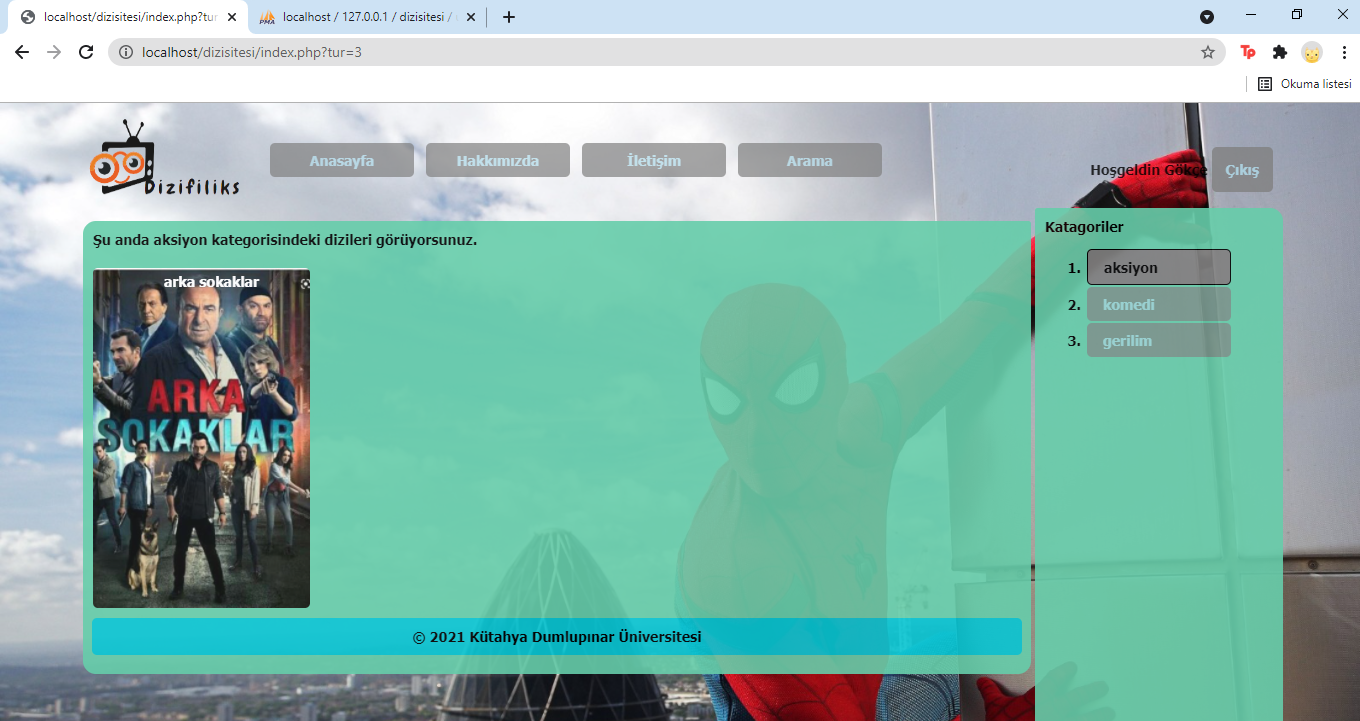 localhost/dizisitesi/index.php?tur
localhost / 127.0.0.1 / dizisitesi /
localhost/dizisitesi/index.php?tur=3
Okuma listesi
Dizifiliks
Anasayfa
Hakkımızda
İletişim
Arama
Hoşgeldin Gökçe
Çıkış
Şu anda aksiyon kategorisindeki dizileri görüyorsunuz.
arka sokaklar
ARKA
SOKAKLAR
© 2021 Kütahya Dumlupınar Üniversitesi
Katagoriler
1. aksiyon
2. komedi
3. gerilim